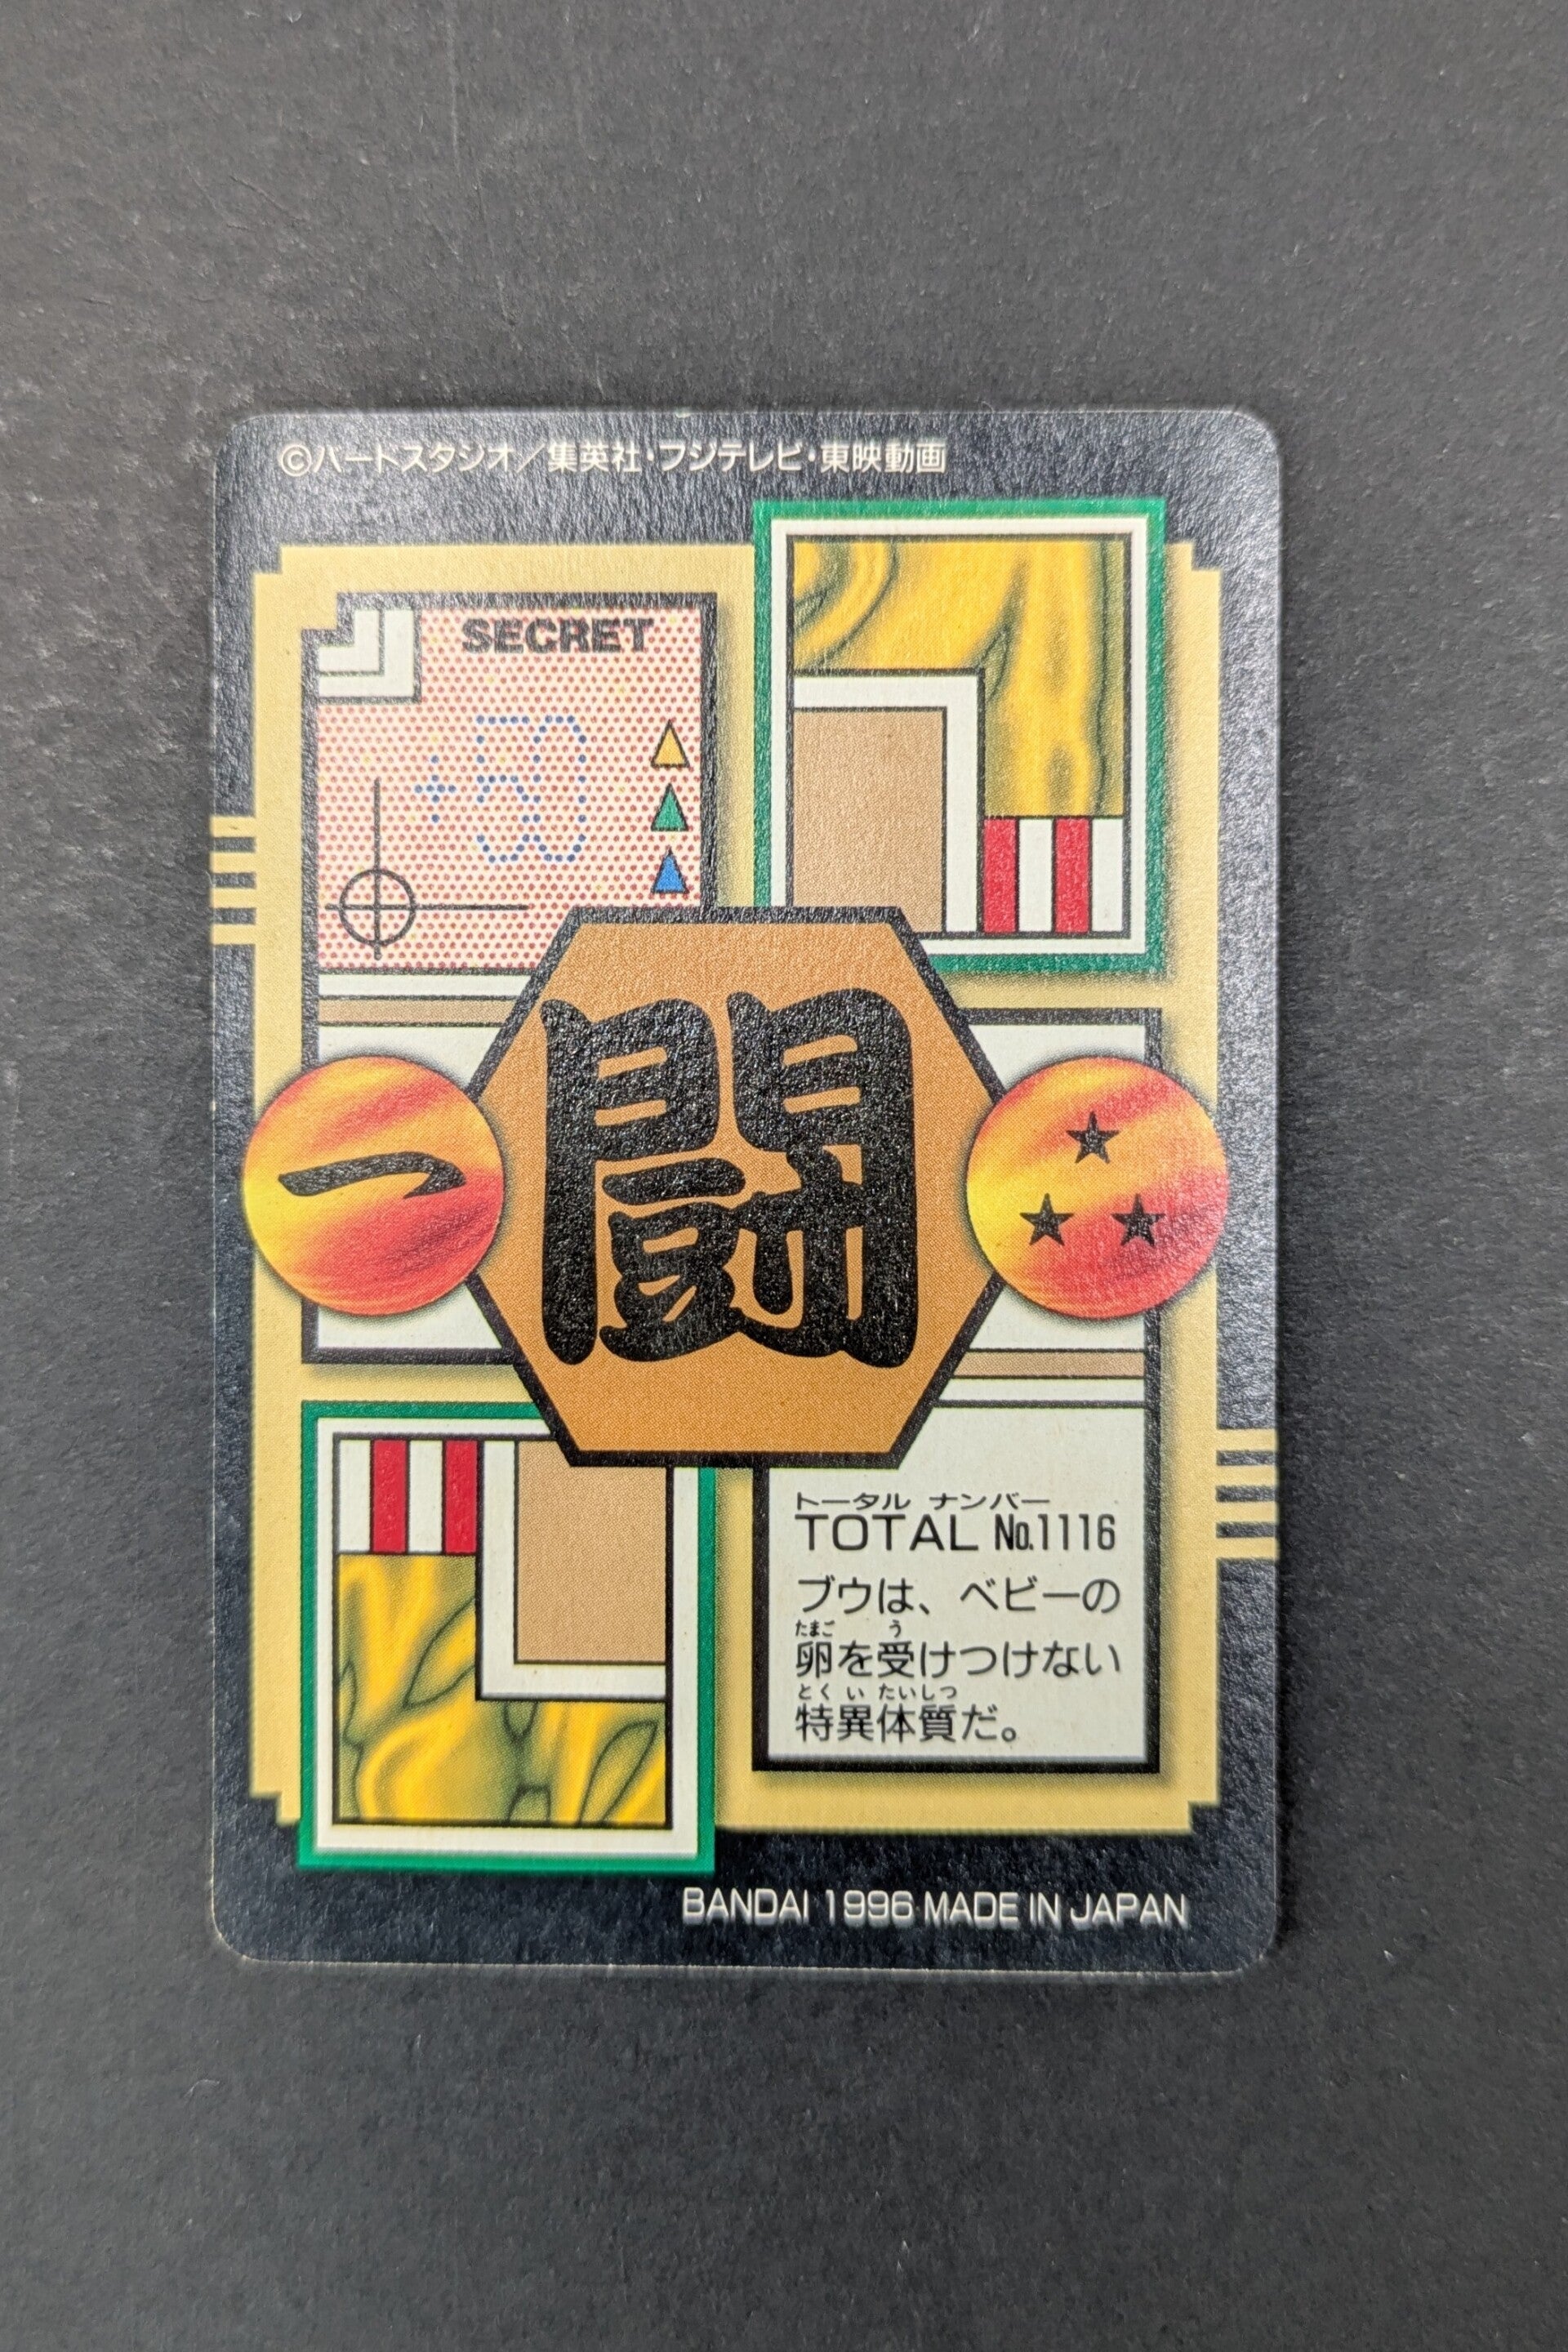 ©バードスタジオ／集英社・フジテレビ・東映動画
SECRET
一
闘
トータル ナンバー
TOTAL No.1116
ブウは、ベビーの
たまご う
卵を受けつけない
とくいたいしつ
特異体質だ。
BANDAI 1996 MADE IN JAPAN